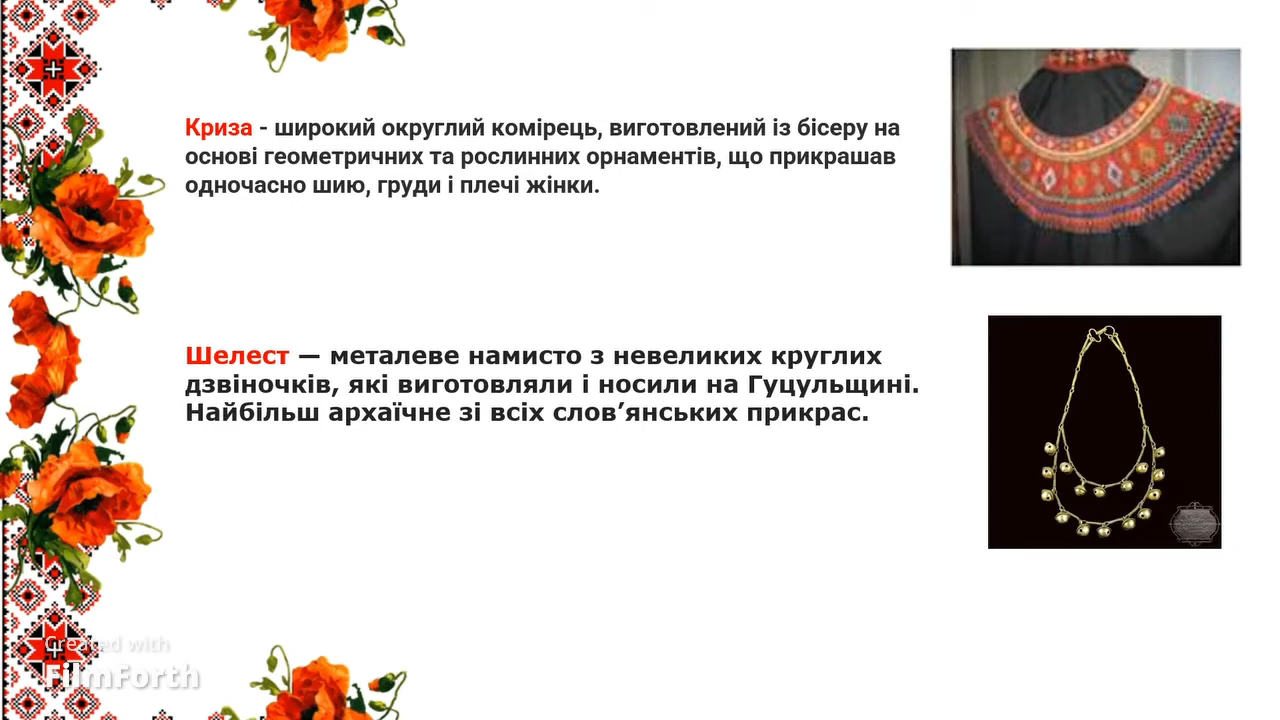 Криза - широкий округлий комірець, виготовлений із бісеру на
основі геометричних та рослинних орнаментів, що прикрашав
одночасно шию, груди і плечі жінки.
Шелест — металеве намисто з невеликих круглих
дзвіночків, які виготовляли і носили на Гуцульщині.
Найбільш архаїчне зі всіх слов’янських прикрас.
Created with
FilmForth